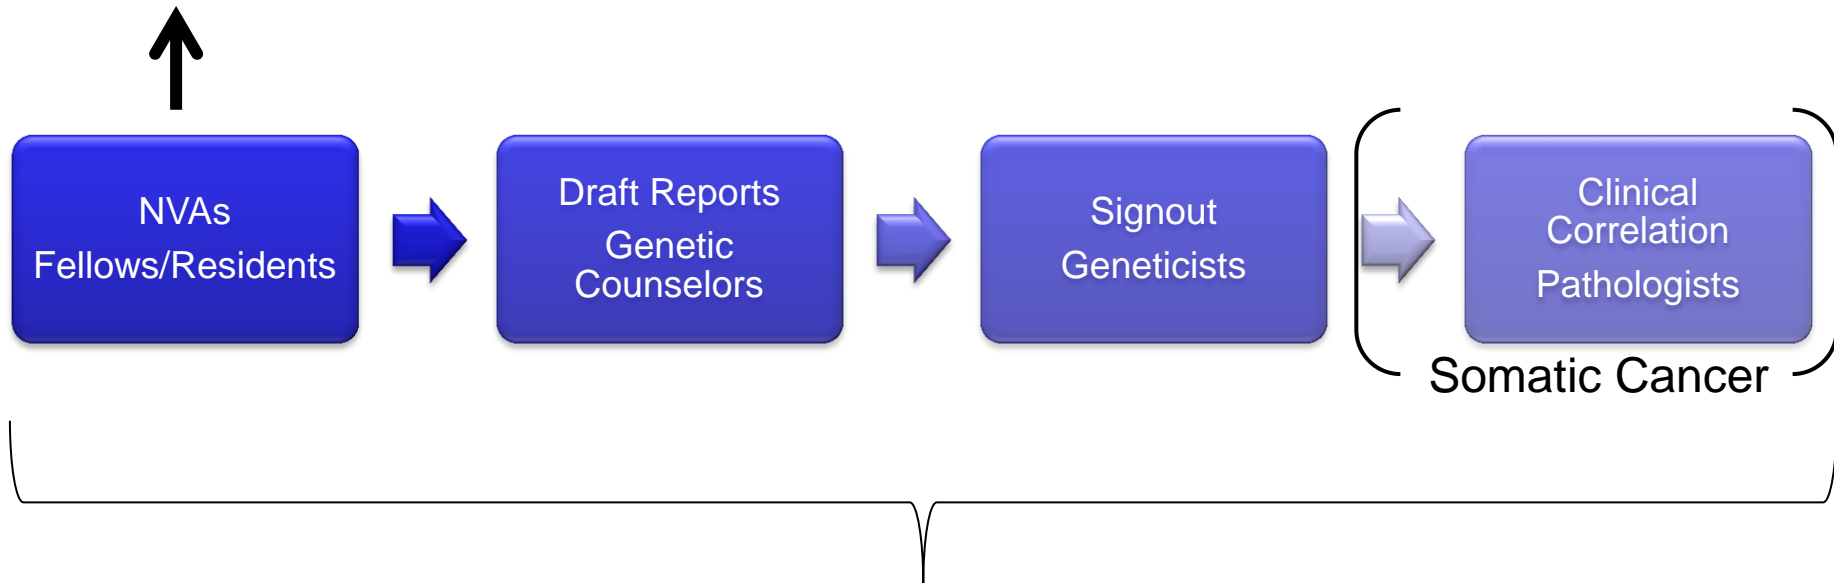 NVAs
Fellows/Residents
Draft Reports
Genetic
Counselors
Signout
Geneticists
Clinical
Correlation
Pathologists
Somatic Cancer